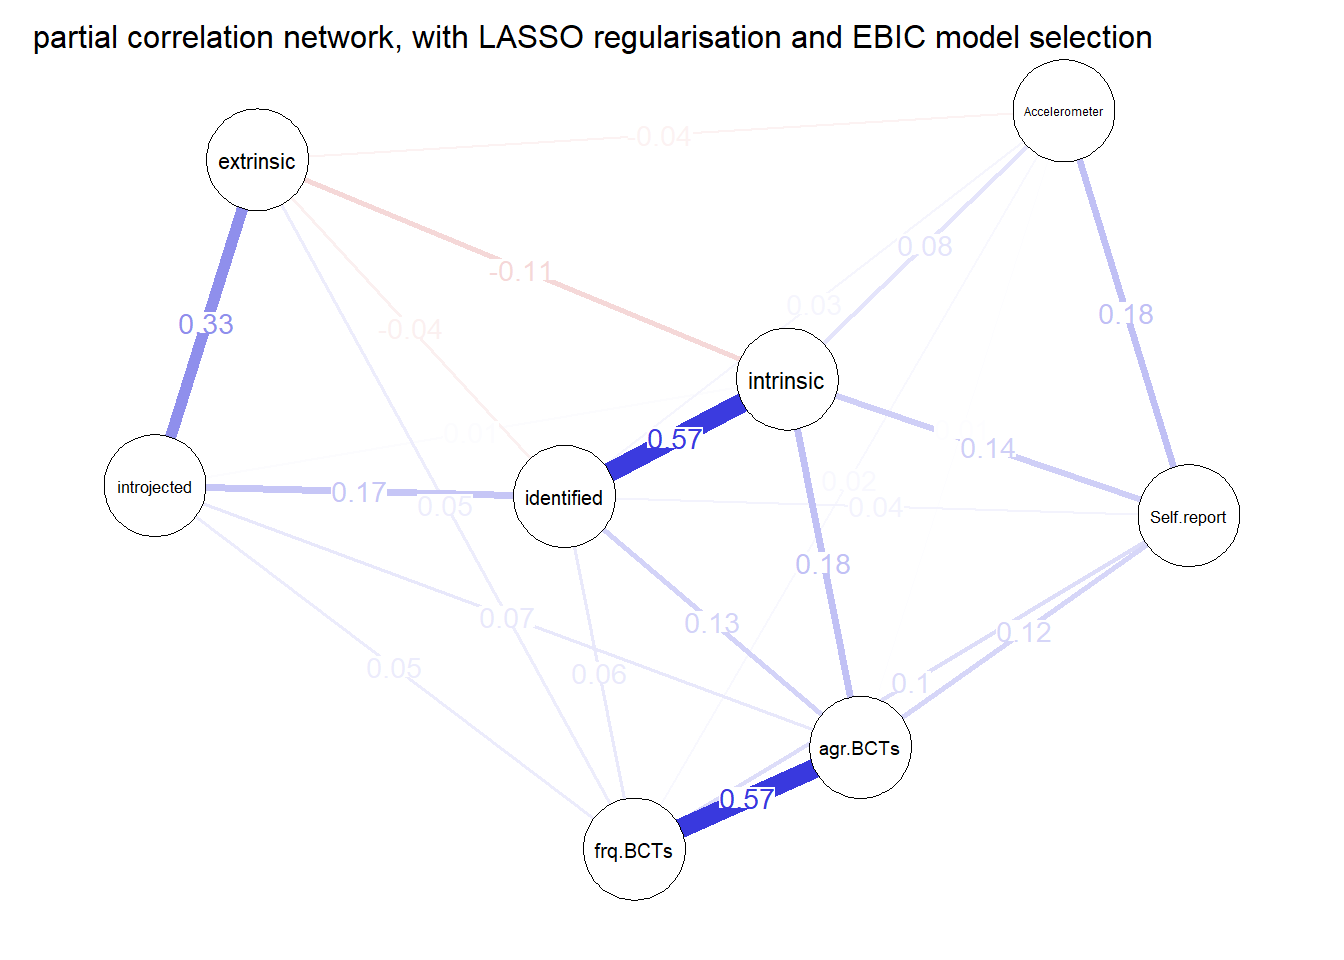 partial correlation network, with LASSO regularisation and EBIC model selection
Accelerometer
-0.04
extrinsic
0.08
-0.11
0.03
0.18
0.33
-0.04
intrinsic
0.57
0.14
introjected
0.17
0.05
identified
0.02
0.04
Self.report
0.18
0.07
0.13
0.12
0.05
0.06
0.1
agr.BCTs
0.57
frq.BCTs